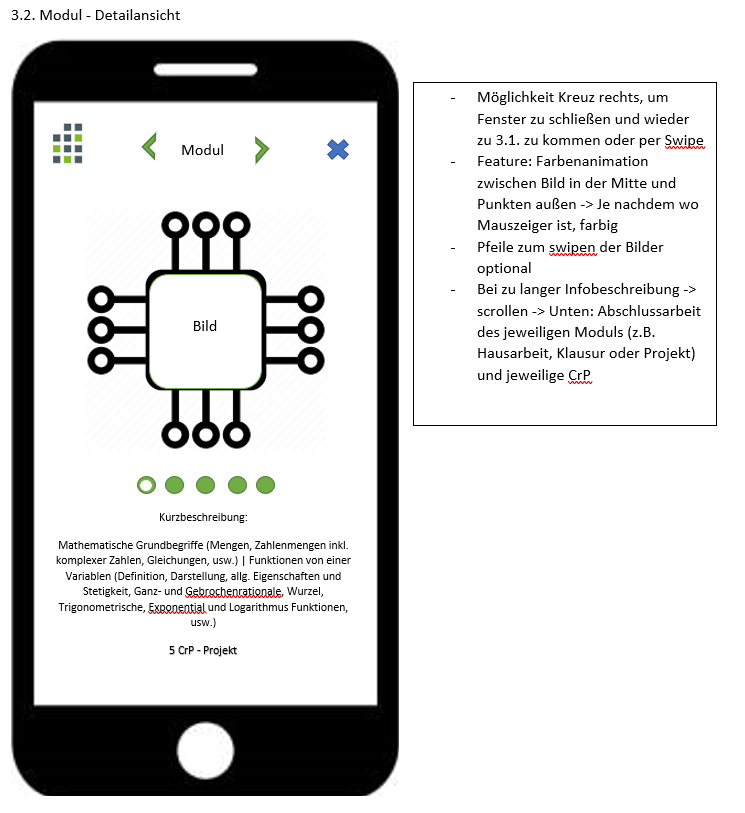 3.2. Modul - Detailansicht
Modul
Bild
Kurzbeschreibung:
Mathematische Grundbegriffe (Mengen, Zahlenmengen inkl.
komplexer Zahlen, Gleichungen, usw.) | Funktionen von einer
Variablen (Definition, Darstellung, allg. Eigenschaften und
Stetigkeit, Ganz- und Gebrochenrationale, Wurzel,
Trigonometrische, Exponential und Logarithmus Funktionen,
usw.)
5 CrP - Projekt
- Möglichkeit Kreuz rechts, um
Fenster zu schließen und wieder
zu 3.1. zu kommen oder per Swipe
- Feature: Farbenanimation
zwischen Bild in der Mitte und
Punkten außen -> Je nachdem wo
Mauszeiger ist, farbig
- Pfeile zum swipen der Bilder
optional
- Bei zu langer Infobeschreibung ->
scrollen -> Unten: Abschlussarbeit
des jeweiligen Moduls (z.B.
Hausarbeit, Klausur oder Projekt)
und jeweilige CrP